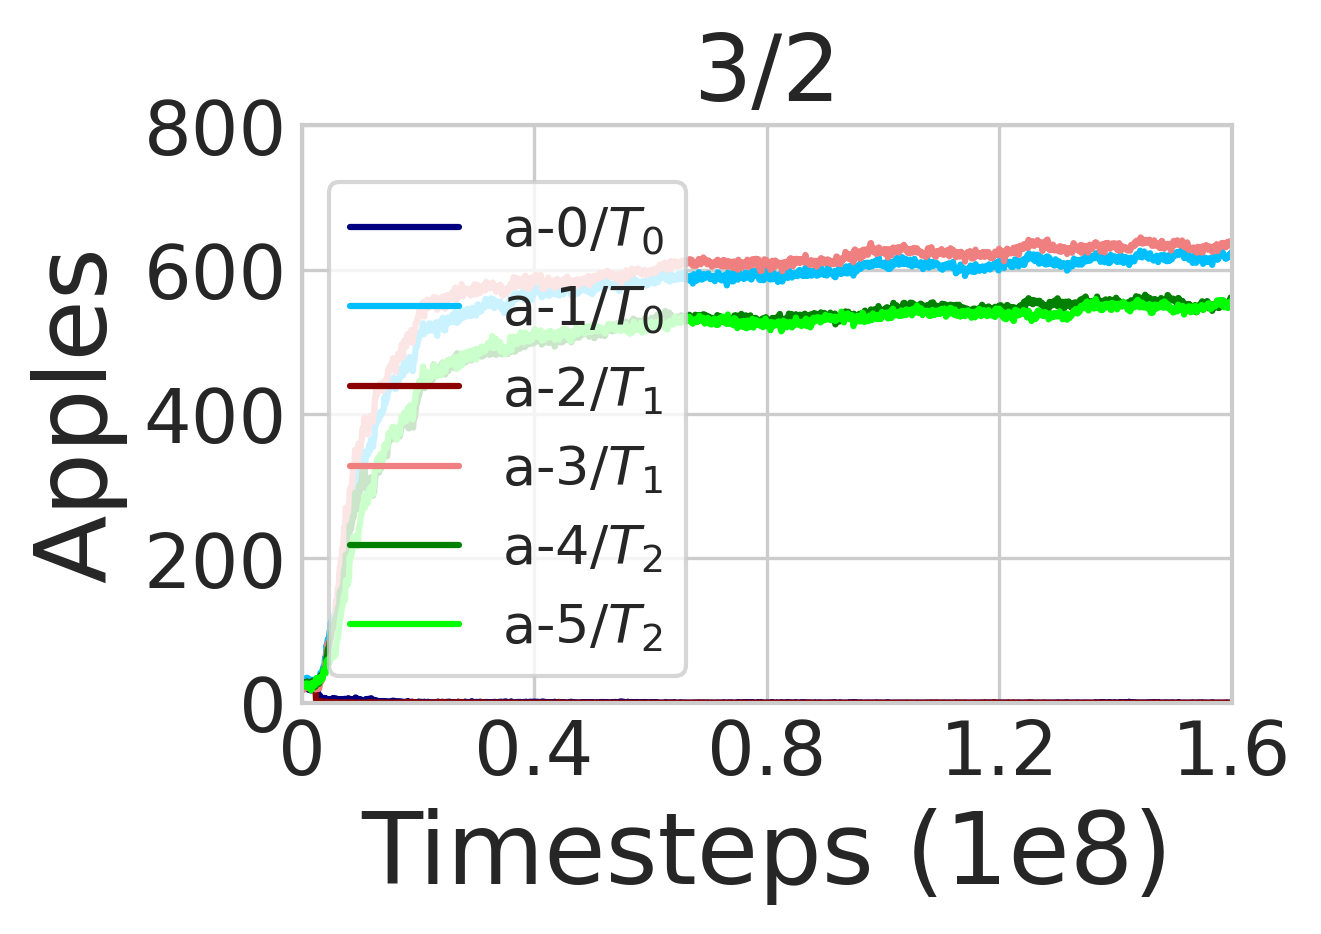 3/2
800
600
400
200
0
Apples
a-0/T₀
a-1/T₀
a-2/T₁
a-3/T₁
a-4/T₂
a-5/T₂
0 0.4 0.8 1.2 1.6
Timesteps (1e8)